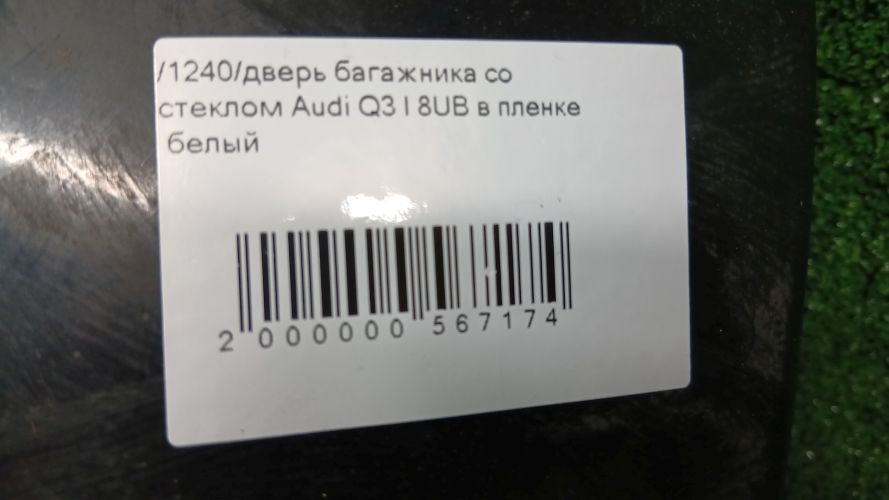 /1240/дверь багажника со
стеклом Audi Q3 I 8UB в пленке
белый
2 000000 567174